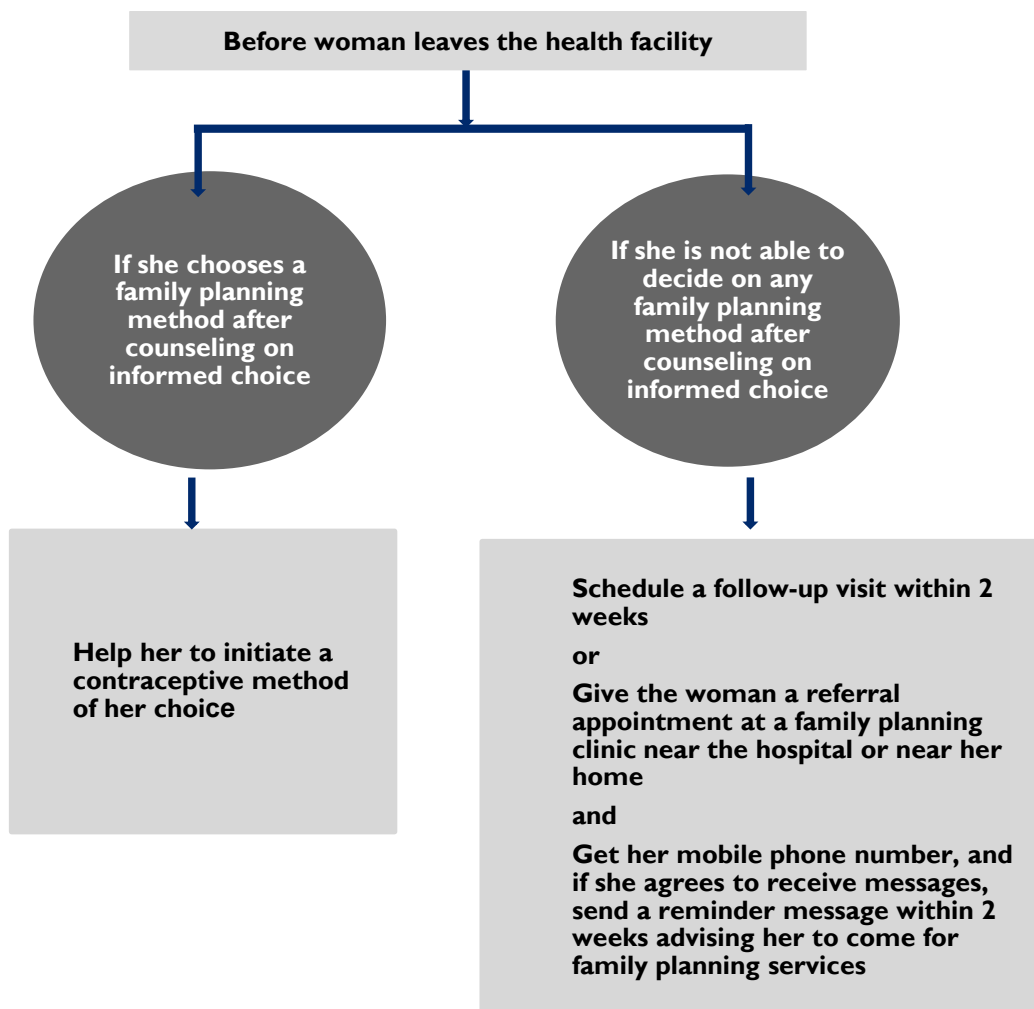 Before woman leaves the health facility
If she chooses a
family planning
method after
counseling on
informed choice
If she is not able to
decide on any
family planning
method after
counseling on
informed choice
Help her to initiate a
contraceptive method
of her choice
Schedule a follow-up visit within 2
weeks
or
Give the woman a referral
appointment at a family planning
clinic near the hospital or near her
home
and
Get her mobile phone number, and
if she agrees to receive messages,
send a reminder message within 2
weeks advising her to come for
family planning services